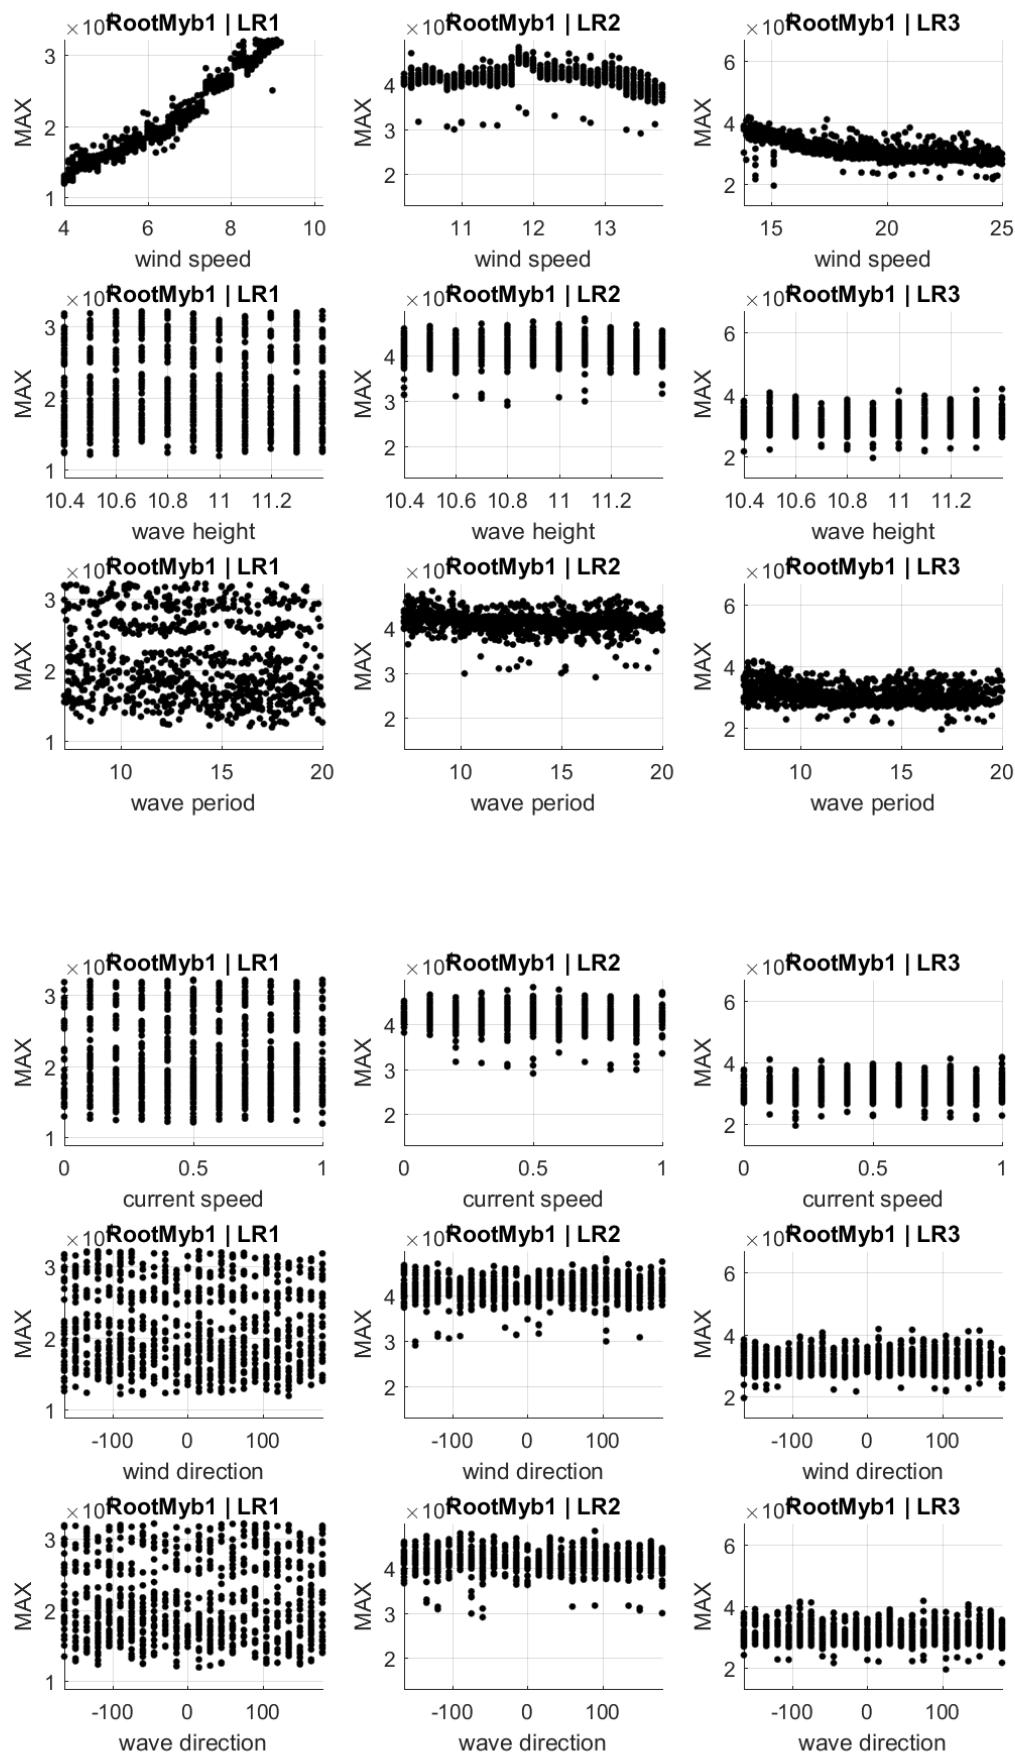 ×10 RootMyb1 | LR1 ×10 RootMyb1 | LR2 ×10 RootMyb1 | LR3
3 4 6
2 3 4
1 2 2
MAX MAX MAX
4 6 8 10 11 12 13 15 20 25
wind speed wind speed wind speed
×10 RootMyb1 | LR1 ×10 RootMyb1 | LR2 ×10 RootMyb1 | LR3
3 4 6
2 3 4
1 2 2
MAX MAX MAX
10.4 10.6 10.8 11 11.2 10.4 10.6 10.8 11 11.2 10.4 10.6 10.8 11 11.2
wave height wave height wave height
×10 RootMyb1 | LR1 ×10 RootMyb1 | LR2 ×10 RootMyb1 | LR3
3 4 6
2 3 4
1 2 2
MAX MAX MAX
10 15 20 10 15 20 10 15 20
wave period wave period wave period
×10 RootMyb1 | LR1 ×10 RootMyb1 | LR2 ×10 RootMyb1 | LR3
3 4 6
2 3 4
1 2 2
MAX MAX MAX
0 0.5 1 0 0.5 1 0 0.5 1
current speed current speed current speed
×10 RootMyb1 | LR1 ×10 RootMyb1 | LR2 ×10 RootMyb1 | LR3
3 4 6
2 3 4
1 2 2
MAX MAX MAX
-100 0 100 -100 0 100 -100 0 100
wind direction wind direction wind direction
×10 RootMyb1 | LR1 ×10 RootMyb1 | LR2 ×10 RootMyb1 | LR3
3 4 6
2 3 4
1 2 2
MAX MAX MAX
-100 0 100 -100 0 100 -100 0 100
wave direction wave direction wave direction